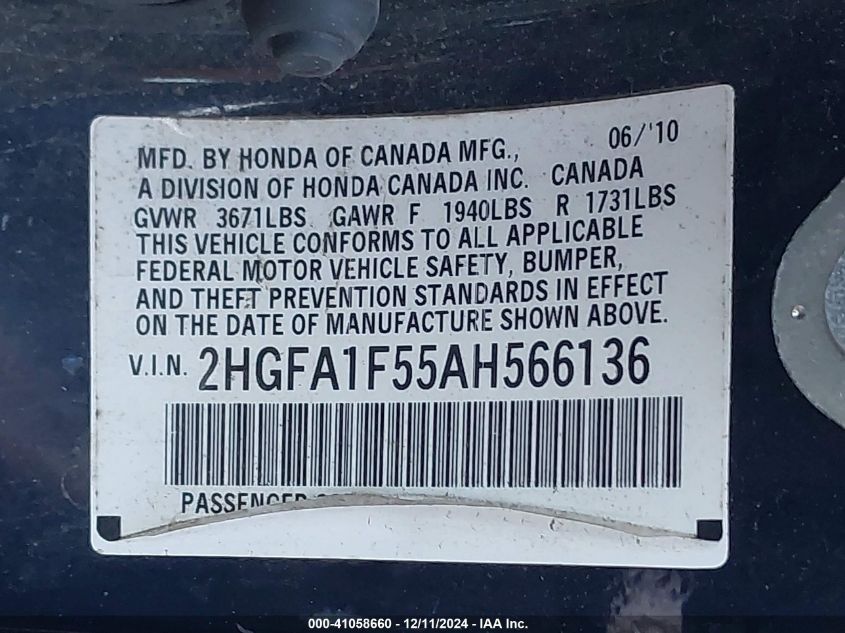 06/'10
MFD. BY HONDA OF CANADA MFG.,
A DIVISION OF HONDA CANADA INC. CANADA
GVWR 3671LBS GAWR F 1940LBS R 1731LBS
THIS VEHICLE CONFORMS TO ALL APPLICABLE
FEDERAL MOTOR VEHICLE SAFETY, BUMPER,
AND THEFT PREVENTION STANDARDS IN EFFECT
ON THE DATE OF MANUFACTURE SHOWN ABOVE.
V.I.N. 2HGFA1F55AH566136
PASSENGER
000-41058660 - 12/11/2024 - IAA Inc.